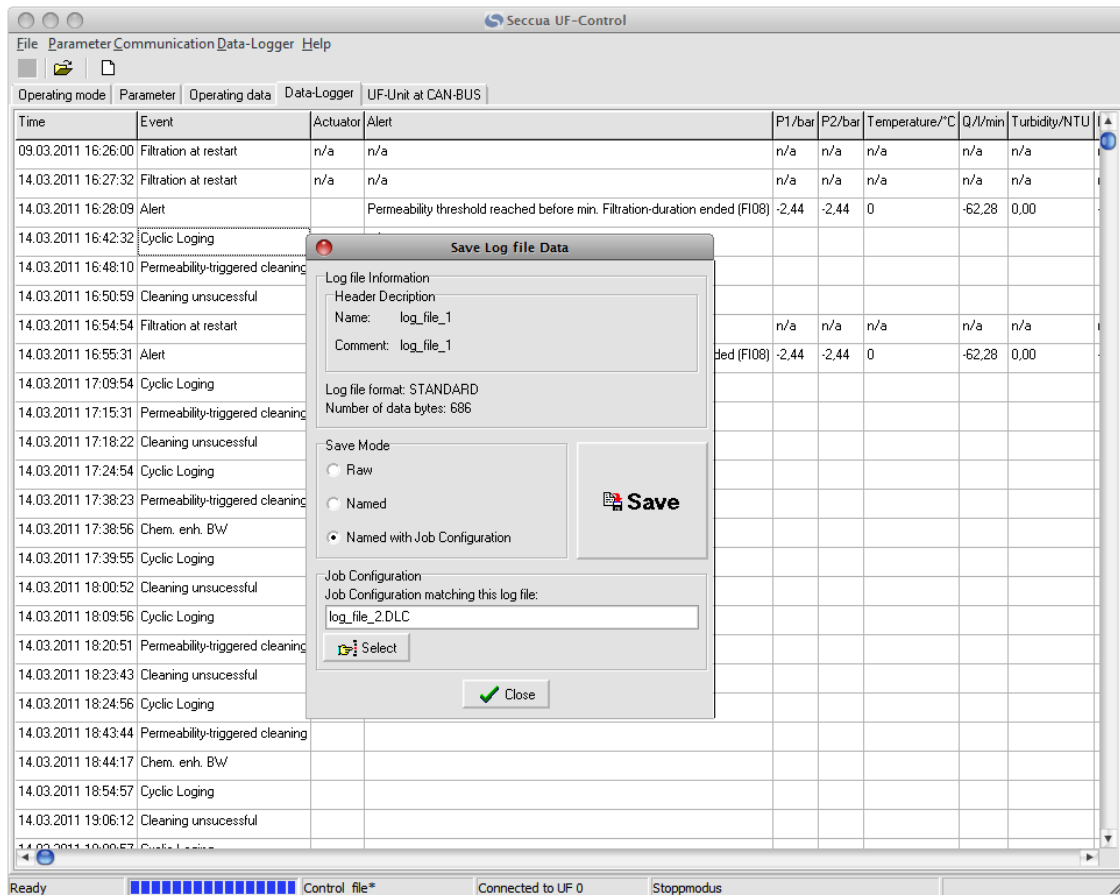 Seccua UF-Control
File Parameter Communication Data-Logger Help
Operating mode Parameter Operating data Data-Logger UF-Unit at CAN-BUS
Time Event Actuator Alert P1/bar P2/bar Temperature/°C Q/l/min Turbidity/NTU
09.03.2011 16:26:00 Filtration at restart n/a n/a n/a n/a n/a n/a n/a
14.03.2011 16:27:32 Filtration at restart n/a n/a n/a n/a n/a n/a n/a
14.03.2011 16:28:09 Alert Permeability threshold reached before min. Filtration-duration ended (FI08) -2,44 -2,44 0 -62,28 0,00
14.03.2011 16:42:32 Cyclic Loging
14.03.2011 16:48:10 Permeability-triggered cleaning
14.03.2011 16:50:59 Cleaning unsucessful
14.03.2011 16:54:54 Filtration at restart n/a n/a n/a n/a n/a
14.03.2011 16:55:31 Alert ded (FI08) -2,44 -2,44 0 -62,28 0,00
14.03.2011 17:09:54 Cyclic Loging
14.03.2011 17:15:31 Permeability-triggered cleaning
14.03.2011 17:18:22 Cleaning unsucessful
14.03.2011 17:24:54 Cyclic Loging
14.03.2011 17:38:23 Permeability-triggered cleaning
14.03.2011 17:38:56 Chem. enh. BW
14.03.2011 17:39:55 Cyclic Loging
14.03.2011 18:00:52 Cleaning unsucessful
14.03.2011 18:09:56 Cyclic Loging
14.03.2011 18:20:51 Permeability-triggered cleaning
14.03.2011 18:23:43 Cleaning unsucessful
14.03.2011 18:24:56 Cyclic Loging
14.03.2011 18:43:44 Permeability-triggered cleaning
14.03.2011 18:44:17 Chem. enh. BW
14.03.2011 18:54:57 Cyclic Loging
14.03.2011 19:06:12 Cleaning unsucessful
Save Log file Data
Log file Information
Header Decription
Name: log_file_1
Comment: log_file_1
Log file format: STANDARD
Number of data bytes: 686
Save Mode
Raw
Named
Named with Job Configuration
Save
Job Configuration
Job Configuration matching this log file:
log_file_2.DLC
Select
Close
Ready Control file* Connected to UF 0 Stoppmodus